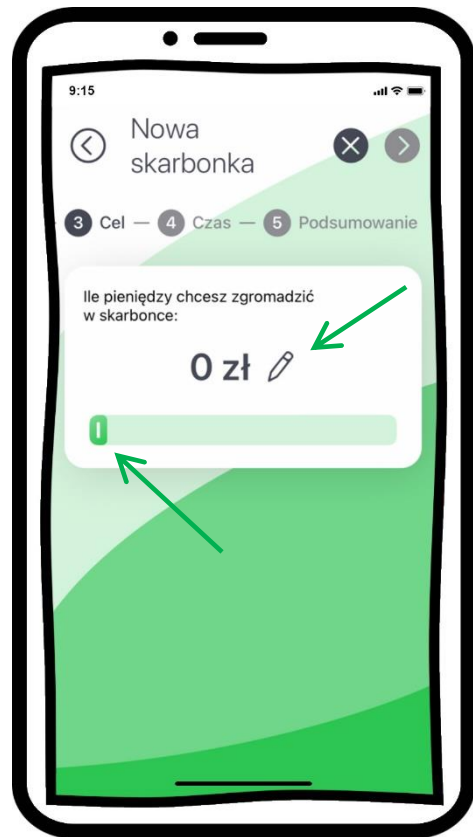 9:15
Nowa
skarbonka
3 Cel — 4 Czas — 5 Podsumowanie
Ile pieniędzy chcesz zgromadzić
w skarbonce:
0 zł